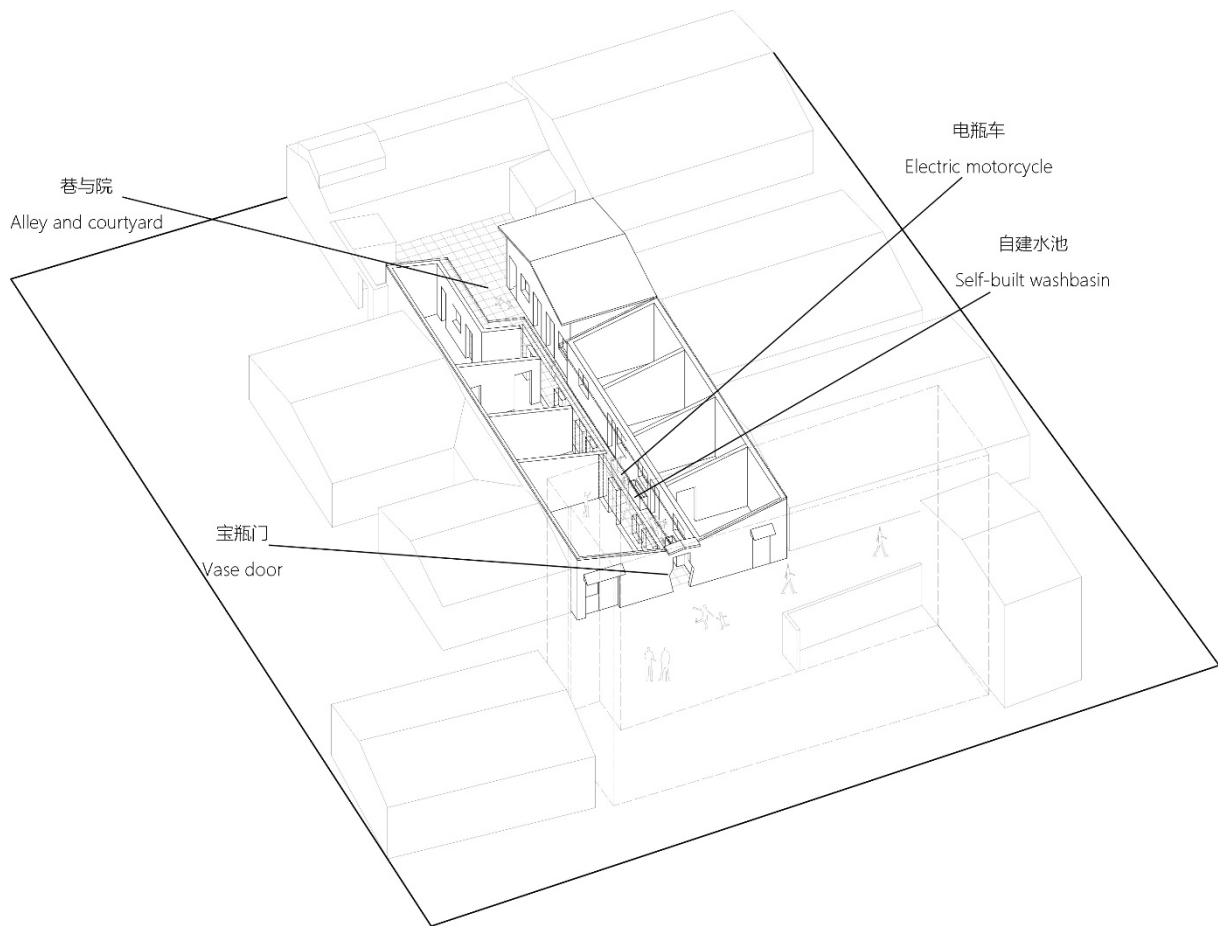 电瓶车
Electric motorcycle
巷与院
Alley and courtyard
自建水池
Self-built washbasin
宝瓶门
Vase door